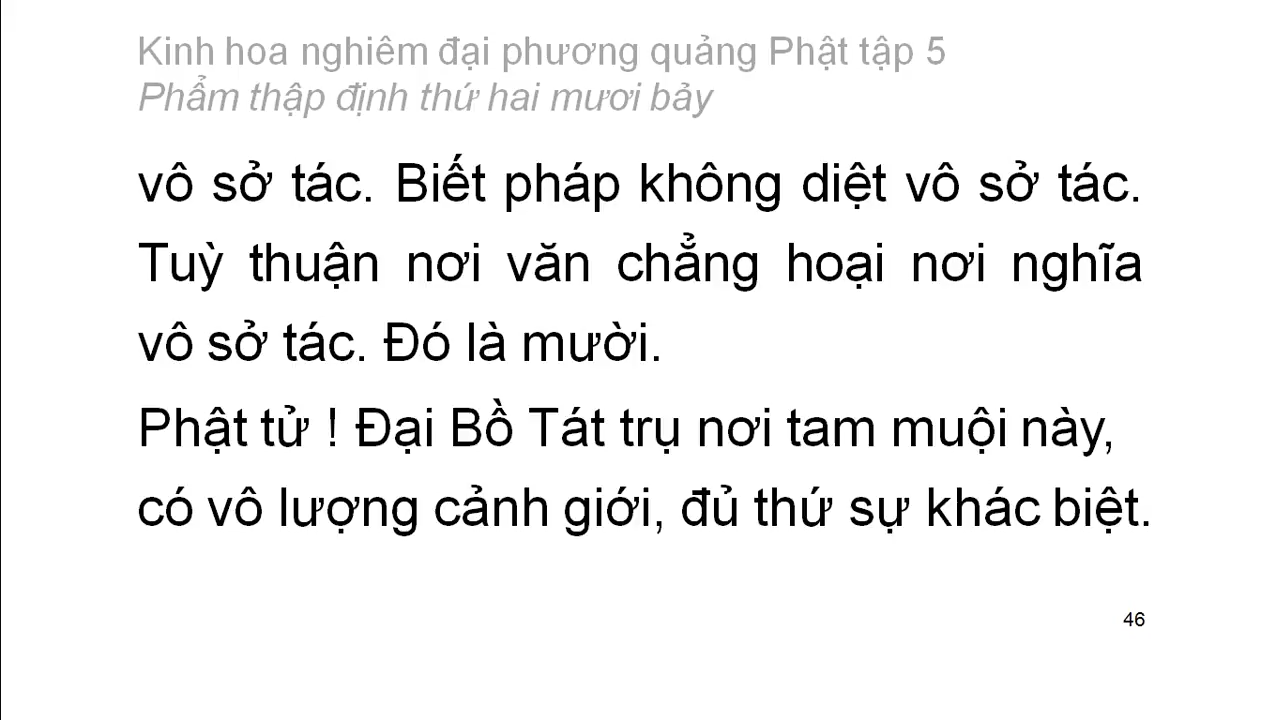 Kinh hoa nghiêm đại phương quảng Phật tập 5
Phẩm thập định thứ hai mươi bảy
vô sở tác. Biết pháp không diệt vô sở tác.
Tuỳ thuận nơi văn chẳng hoại nơi nghĩa
vô sở tác. Đó là mười.
Phật tử ! Đại Bồ Tát trụ nơi tam muội này,
có vô lượng cảnh giới, đủ thứ sự khác biệt.
46